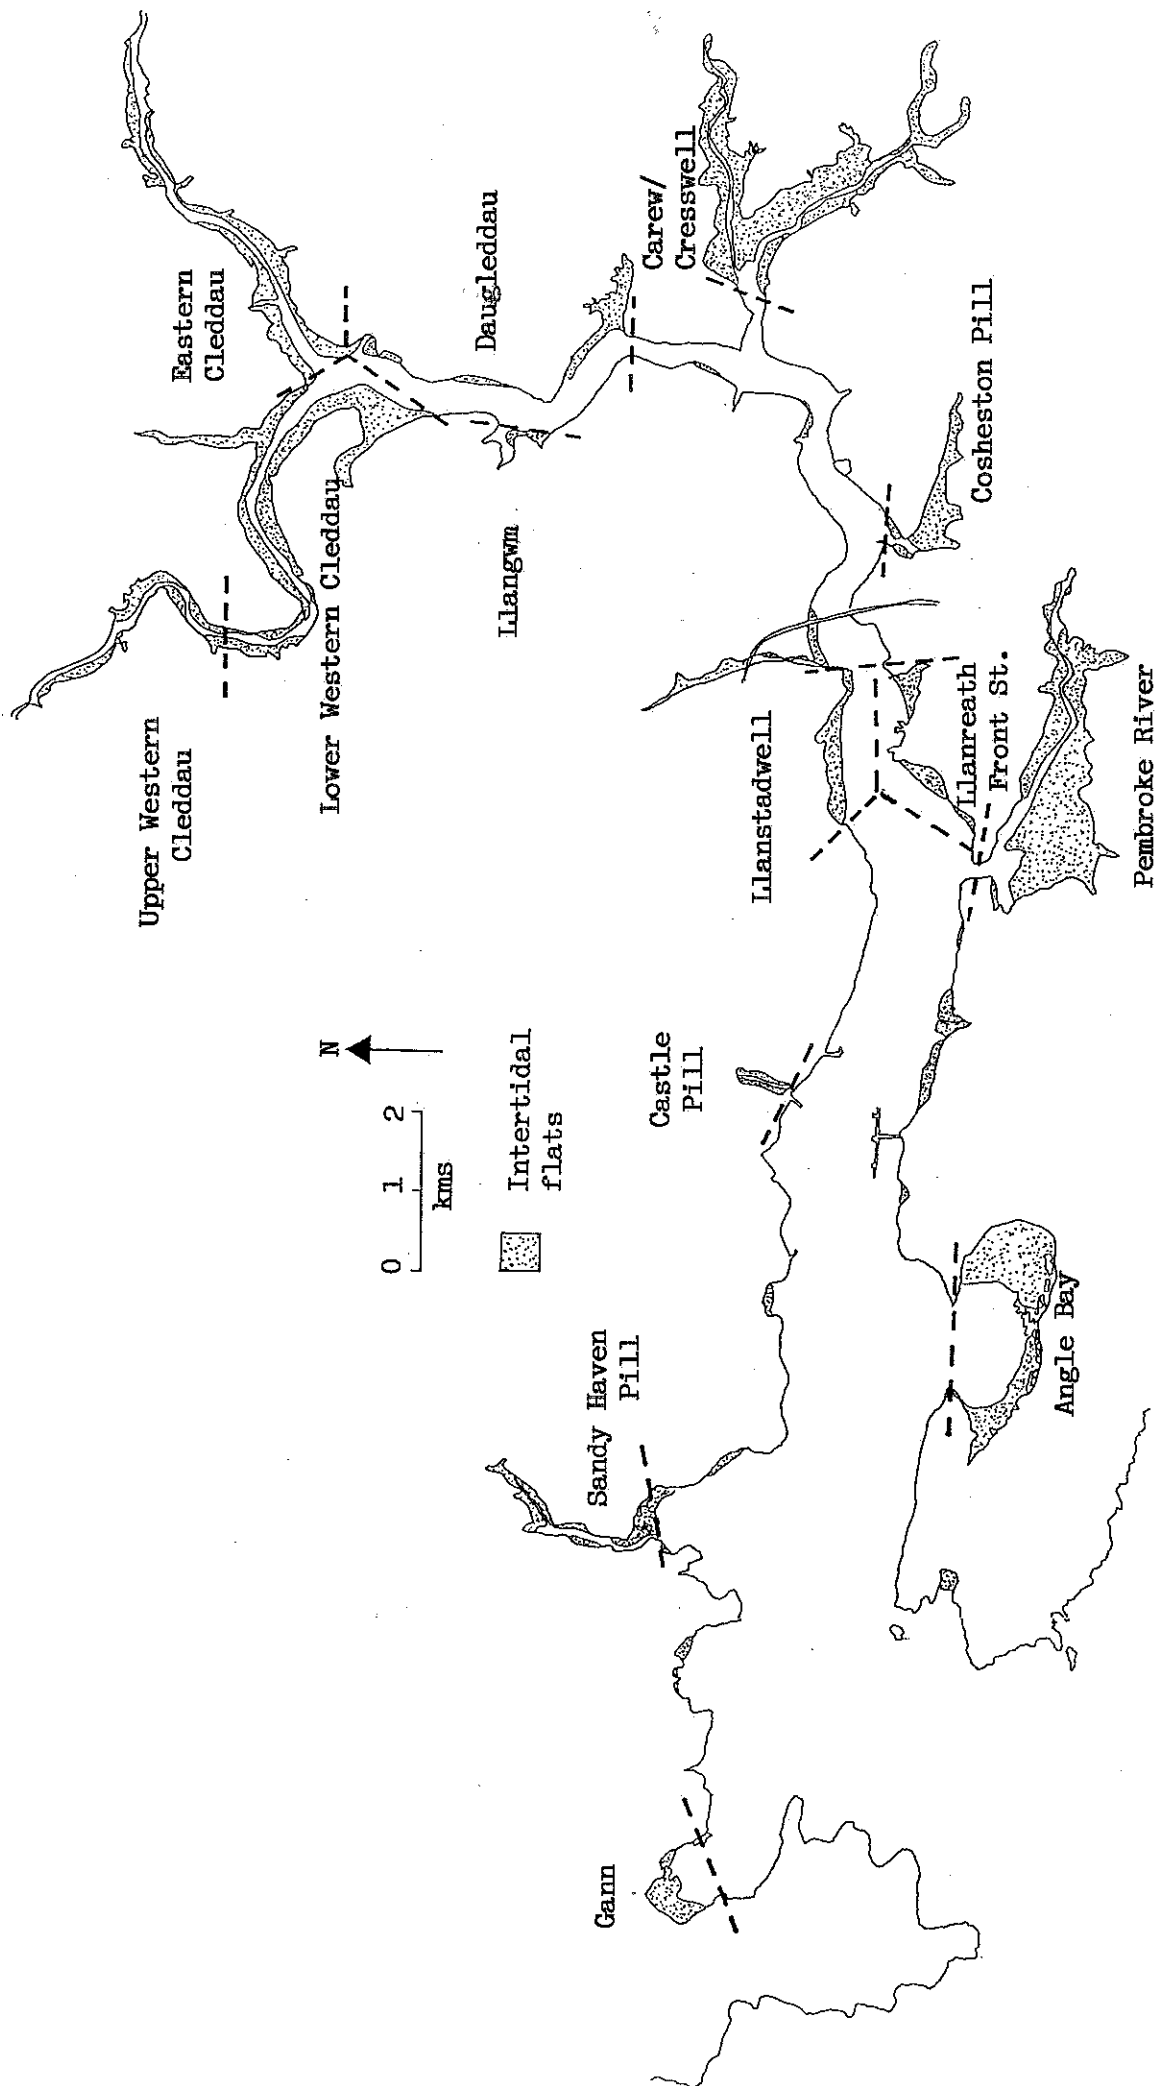 Eastern
Cleddau
Upper Western
Cleddau
Lower Western Cleddau
Daugleddau
Llangwm
Carew/
Cresswell
Cosheston Pill
Llanstadwell
Llanreath
Front St.
Pembroke River
N
0 1 2
kms
Intertidal
flats
Castle
Pill
Sandy Haven
Pill
Angle Bay
Gann